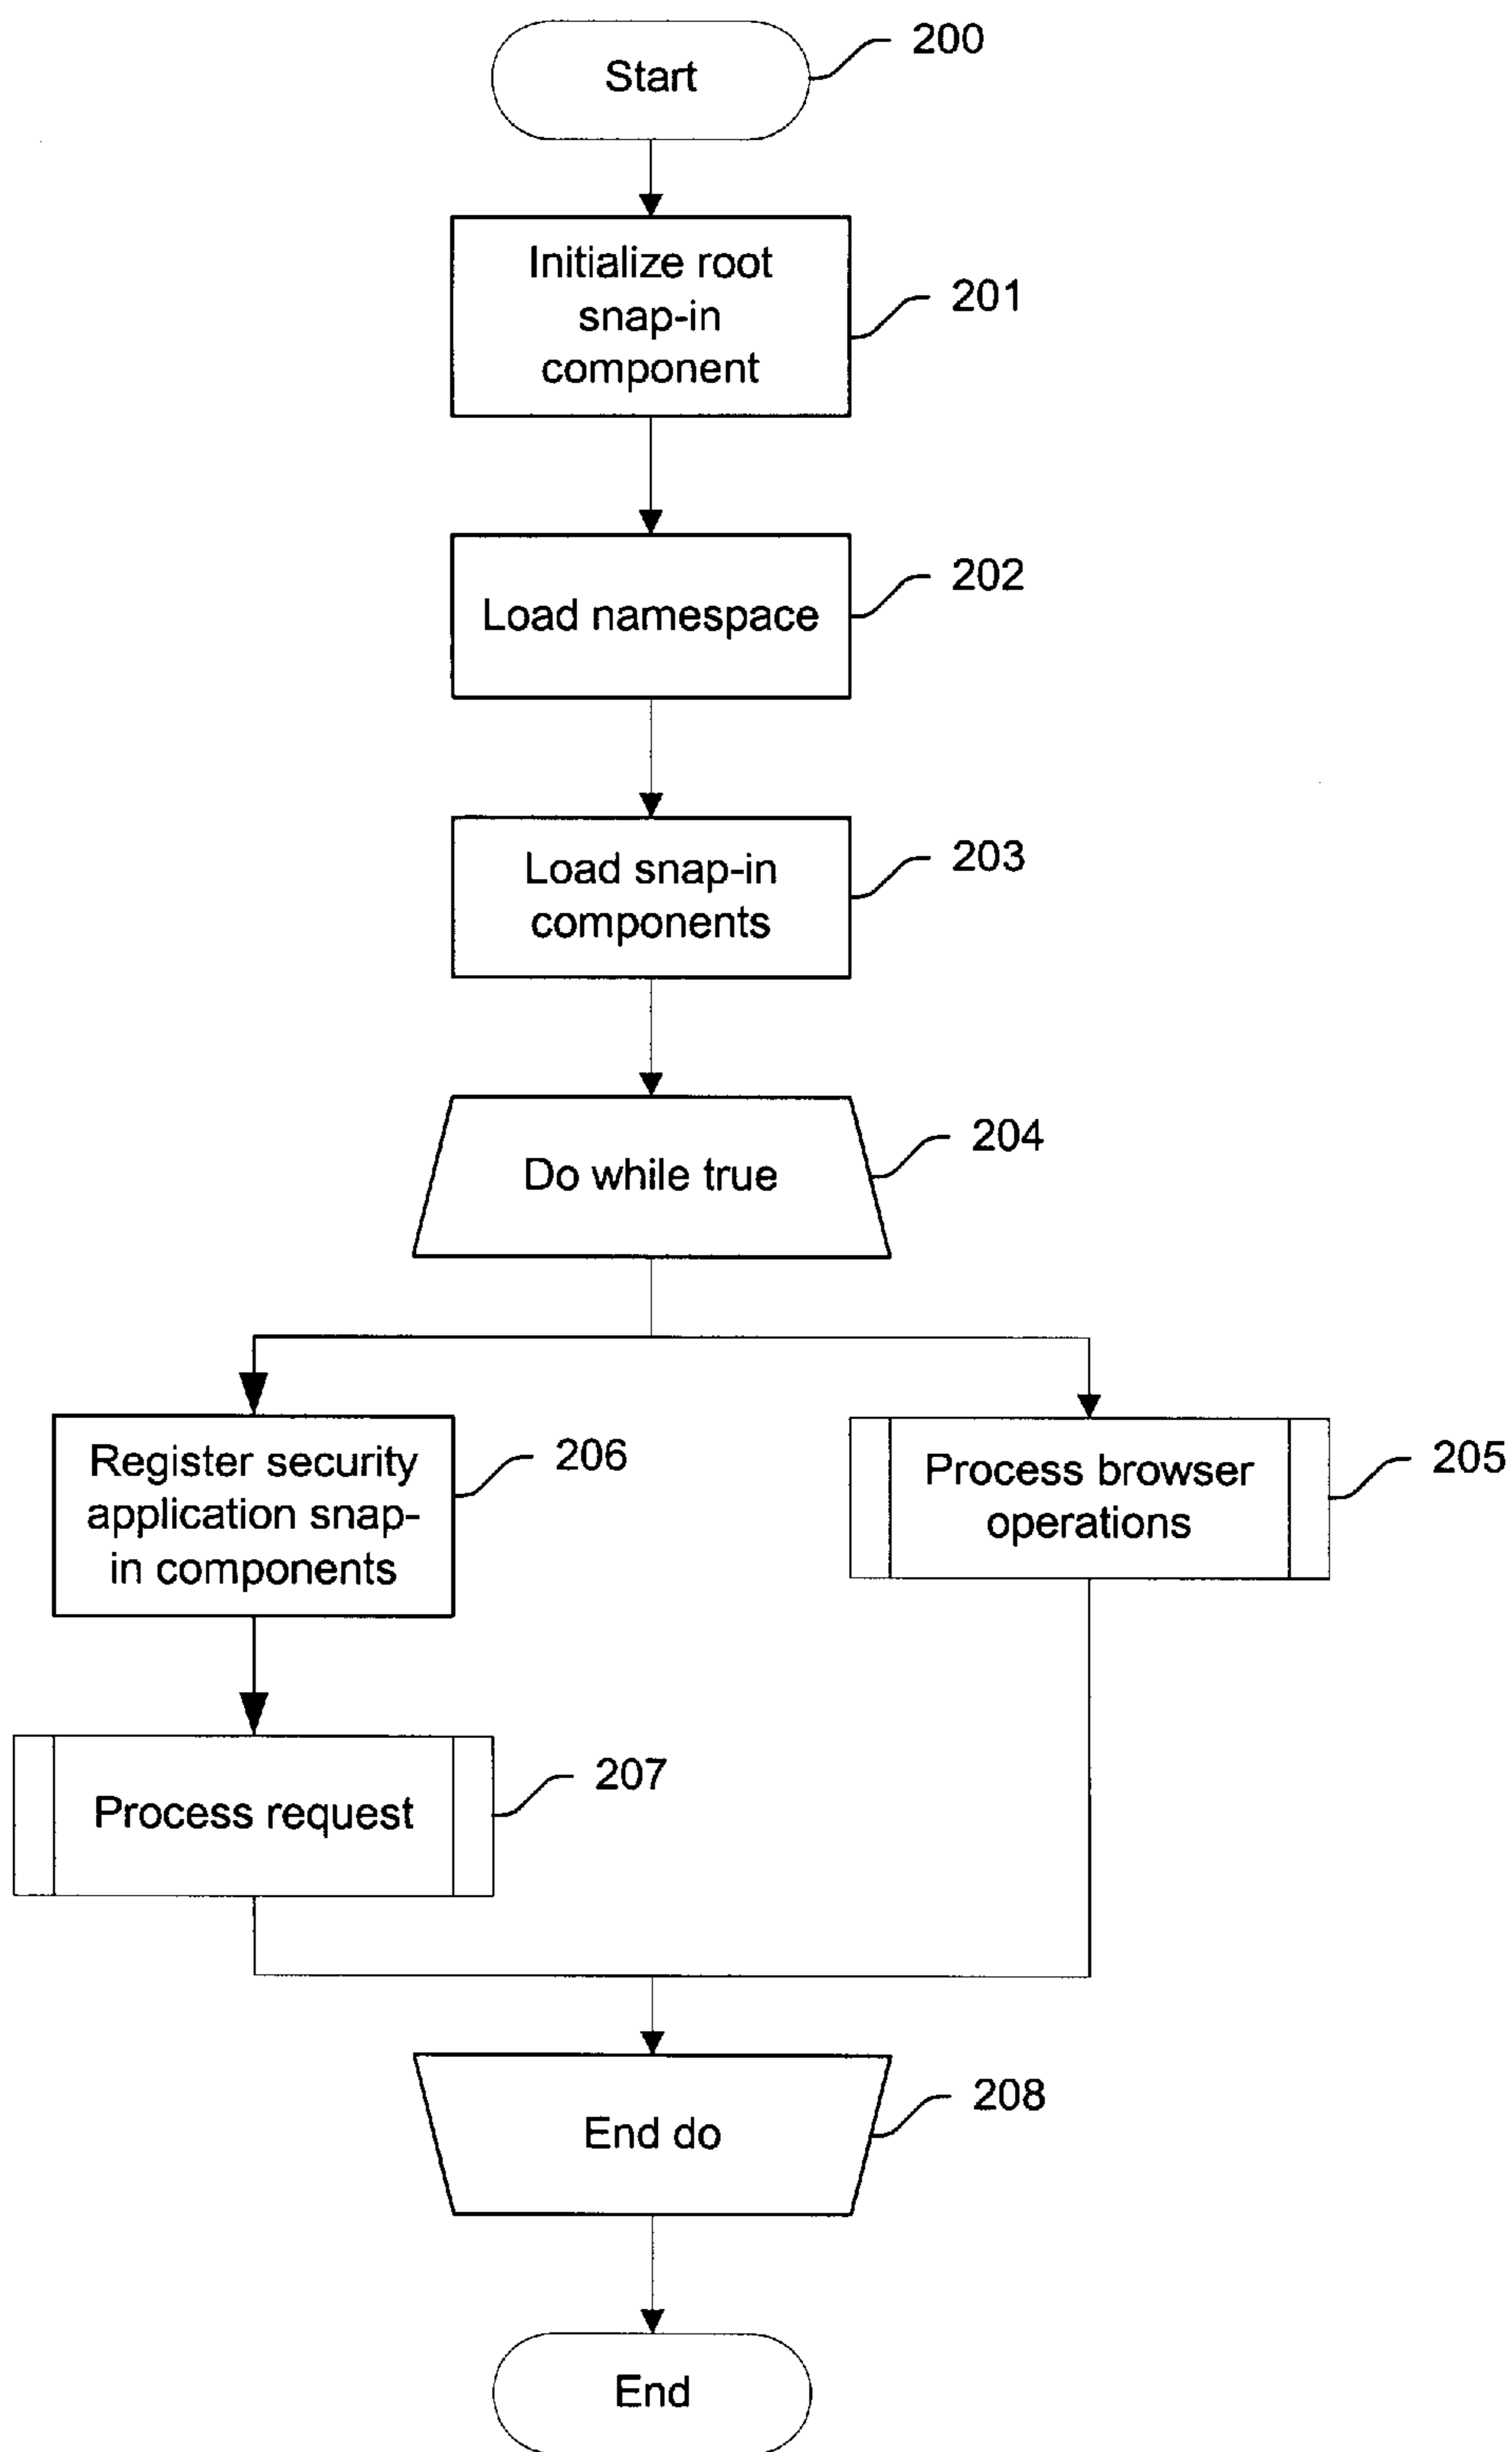 Start
200
Initialize root
snap-in
component
201
Load namespace
202
Load snap-in
components
203
Do while true
204
Register security
application snap-
in components
206
Process browser
operations
205
Process request
207
End do
208
End